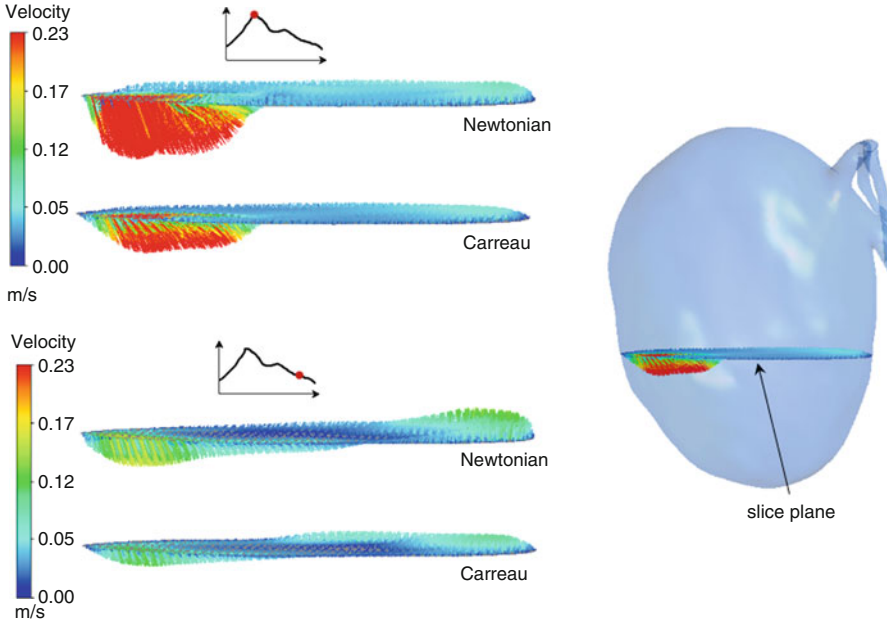 Velocity
0.23
0.17
0.12
0.05
0.00
m/s
Newtonian
Carreau
Velocity
0.23
0.17
0.12
0.05
0.00
m/s
Newtonian
Carreau
slice plane